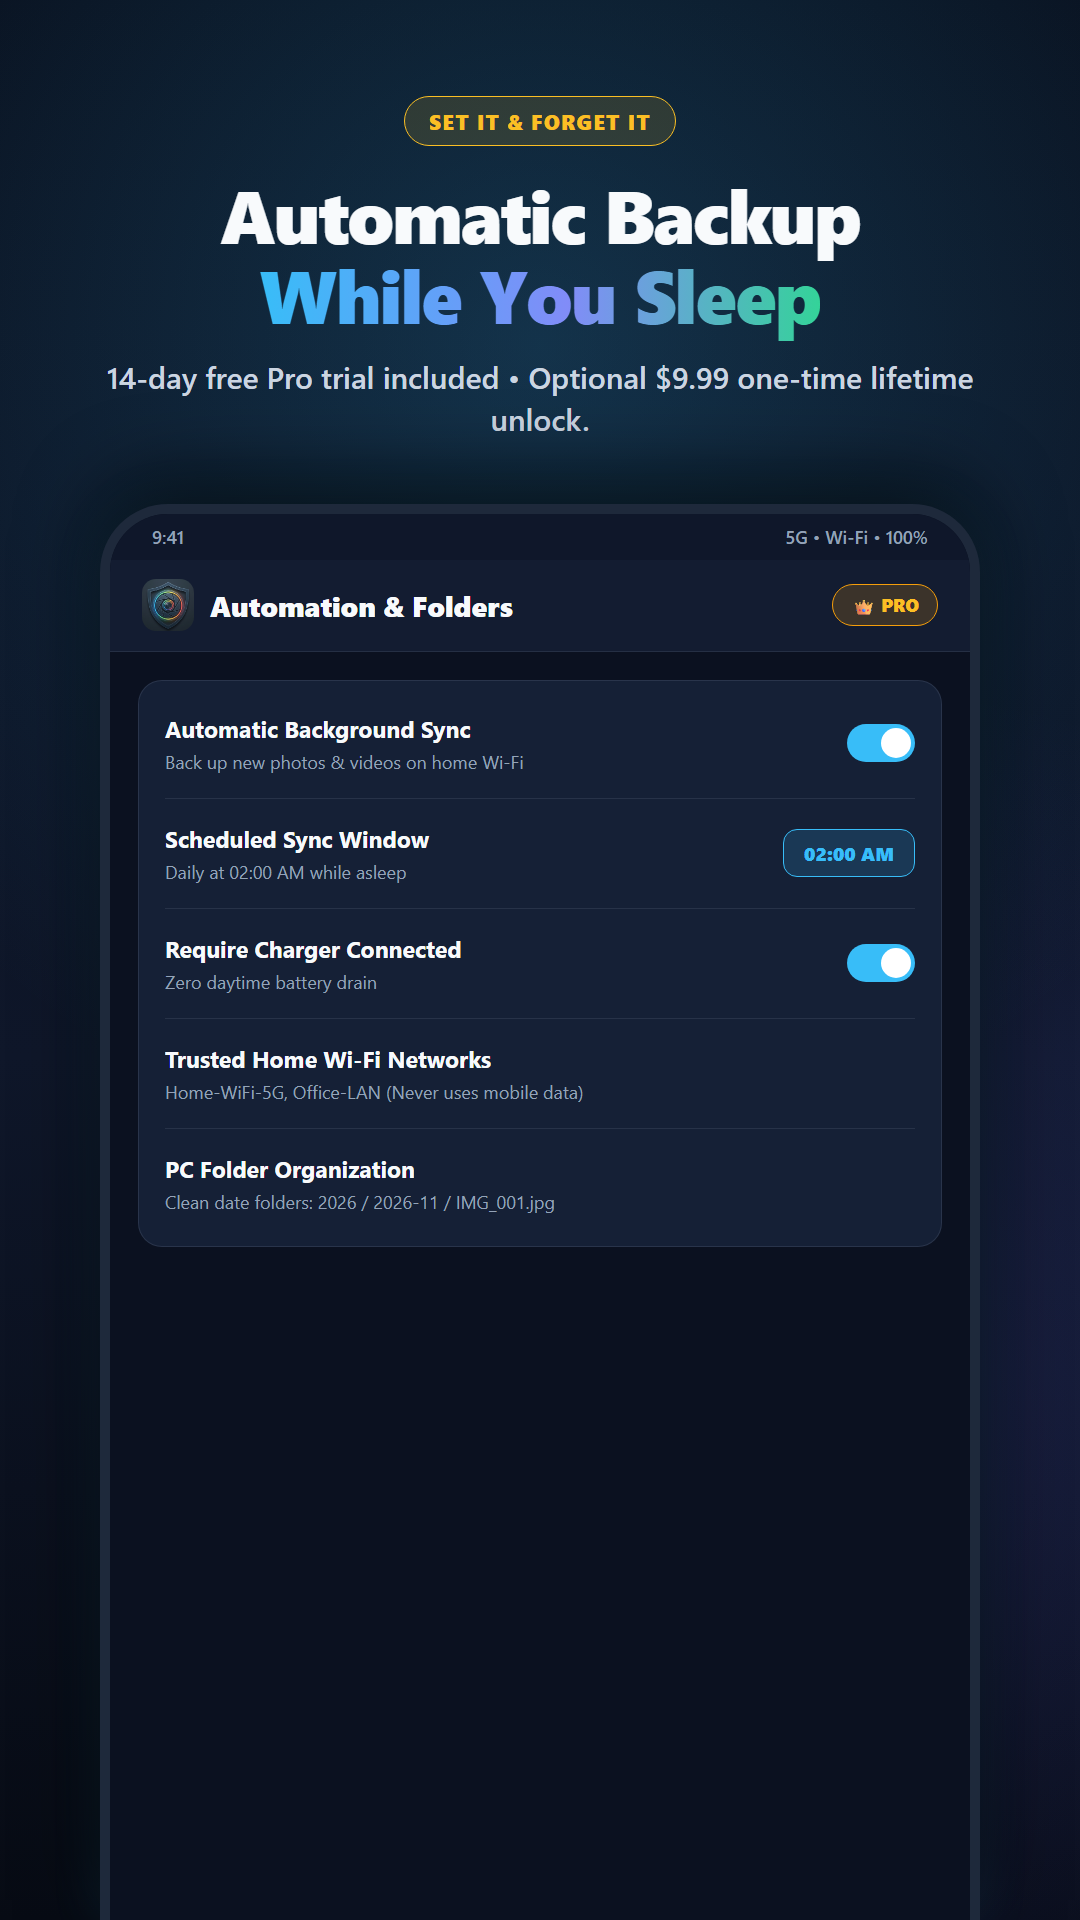 SET IT & FORGET IT
Automatic Backup
While You Sleep
14-day free Pro trial included • Optional $9.99 one-time lifetime
unlock.
9:41
5G • Wi-Fi • 100%
Automation & Folders
PRO
Automatic Background Sync
Back up new photos & videos on home Wi-Fi
Scheduled Sync Window
Daily at 02:00 AM while asleep
02:00 AM
Require Charger Connected
Zero daytime battery drain
Trusted Home Wi-Fi Networks
Home-WiFi-5G, Office-LAN (Never uses mobile data)
PC Folder Organization
Clean date folders: 2026 / 2026-11 / IMG_001.jpg